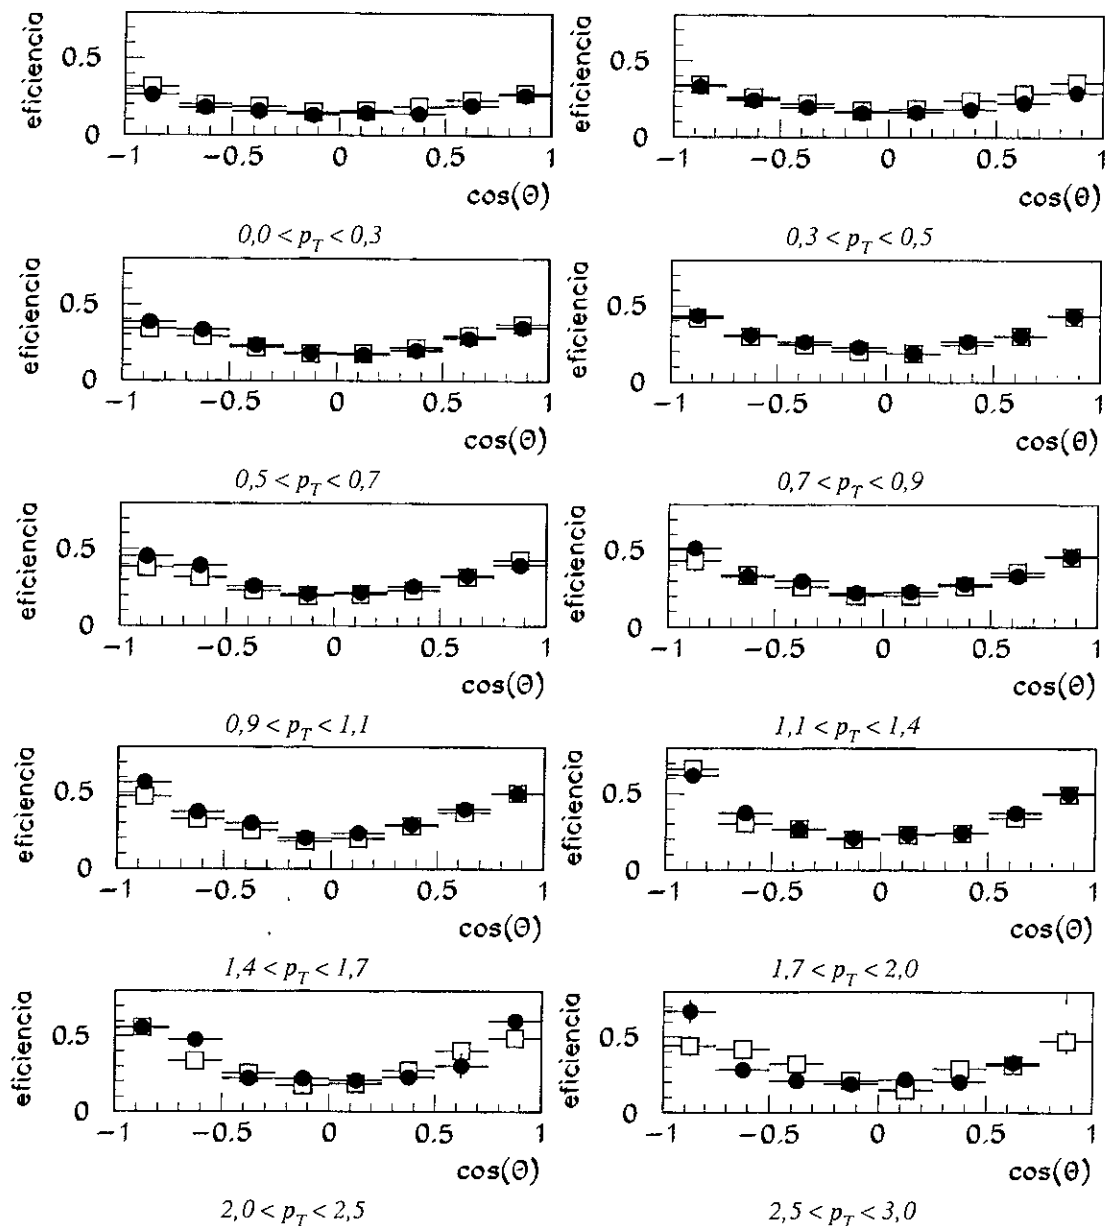 eficiencia
0.5
0
−1 −0.5 0 0.5 1
cos(Θ)
0,0 < p_T < 0,3
eficiencia
0.5
0
−1 −0.5 0 0.5 1
cos(Θ)
0,3 < p_T < 0,5
eficiencia
0.5
0
−1 −0.5 0 0.5 1
cos(Θ)
0,5 < p_T < 0,7
eficiencia
0.5
0
−1 −0.5 0 0.5 1
cos(Θ)
0,7 < p_T < 0,9
eficiencia
0.5
0
−1 −0.5 0 0.5 1
cos(Θ)
0,9 < p_T < 1,1
eficiencia
0.5
0
−1 −0.5 0 0.5 1
cos(Θ)
1,1 < p_T < 1,4
eficiencia
0.5
0
−1 −0.5 0 0.5 1
cos(Θ)
1,4 < p_T < 1,7
eficiencia
0.5
0
−1 −0.5 0 0.5 1
cos(Θ)
1,7 < p_T < 2,0
eficiencia
0.5
0
−1 −0.5 0 0.5 1
cos(Θ)
2,0 < p_T < 2,5
eficiencia
0.5
0
−1 −0.5 0 0.5 1
cos(Θ)
2,5 < p_T < 3,0